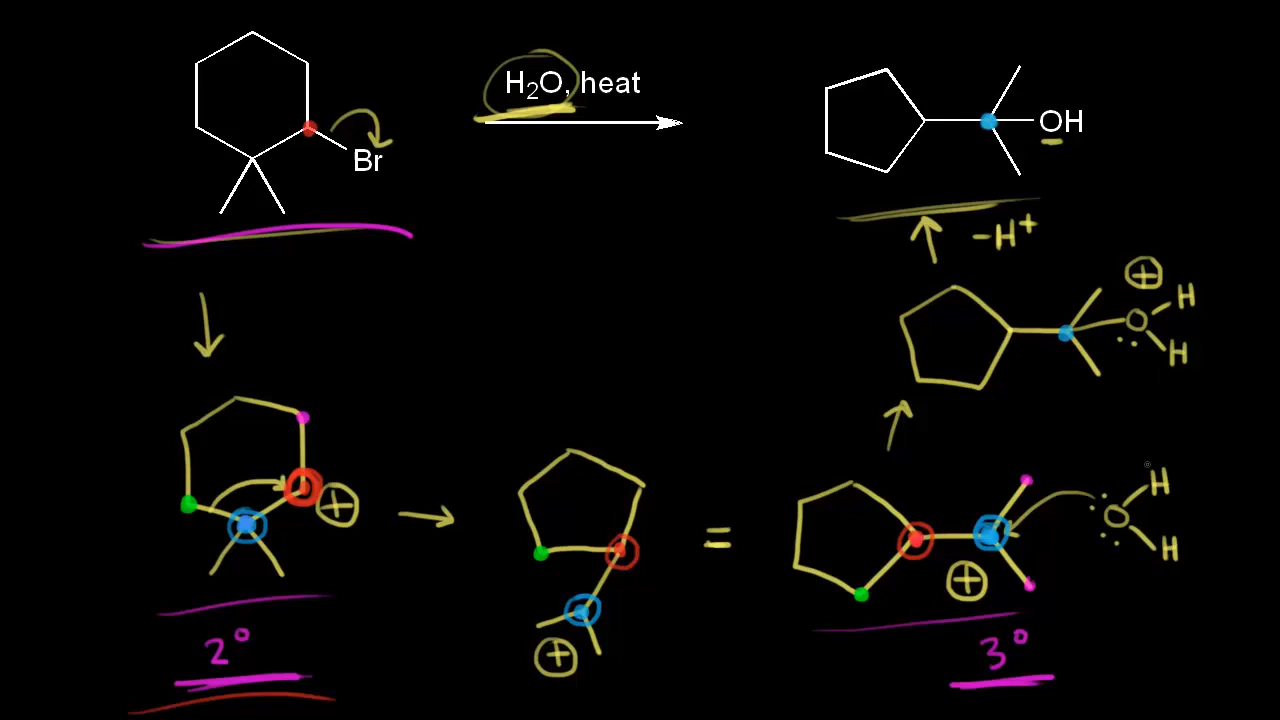 H₂O, heat
Br
OH
-H⁺
+
O H
H
+
+
=
+
O H
H
2°
3°